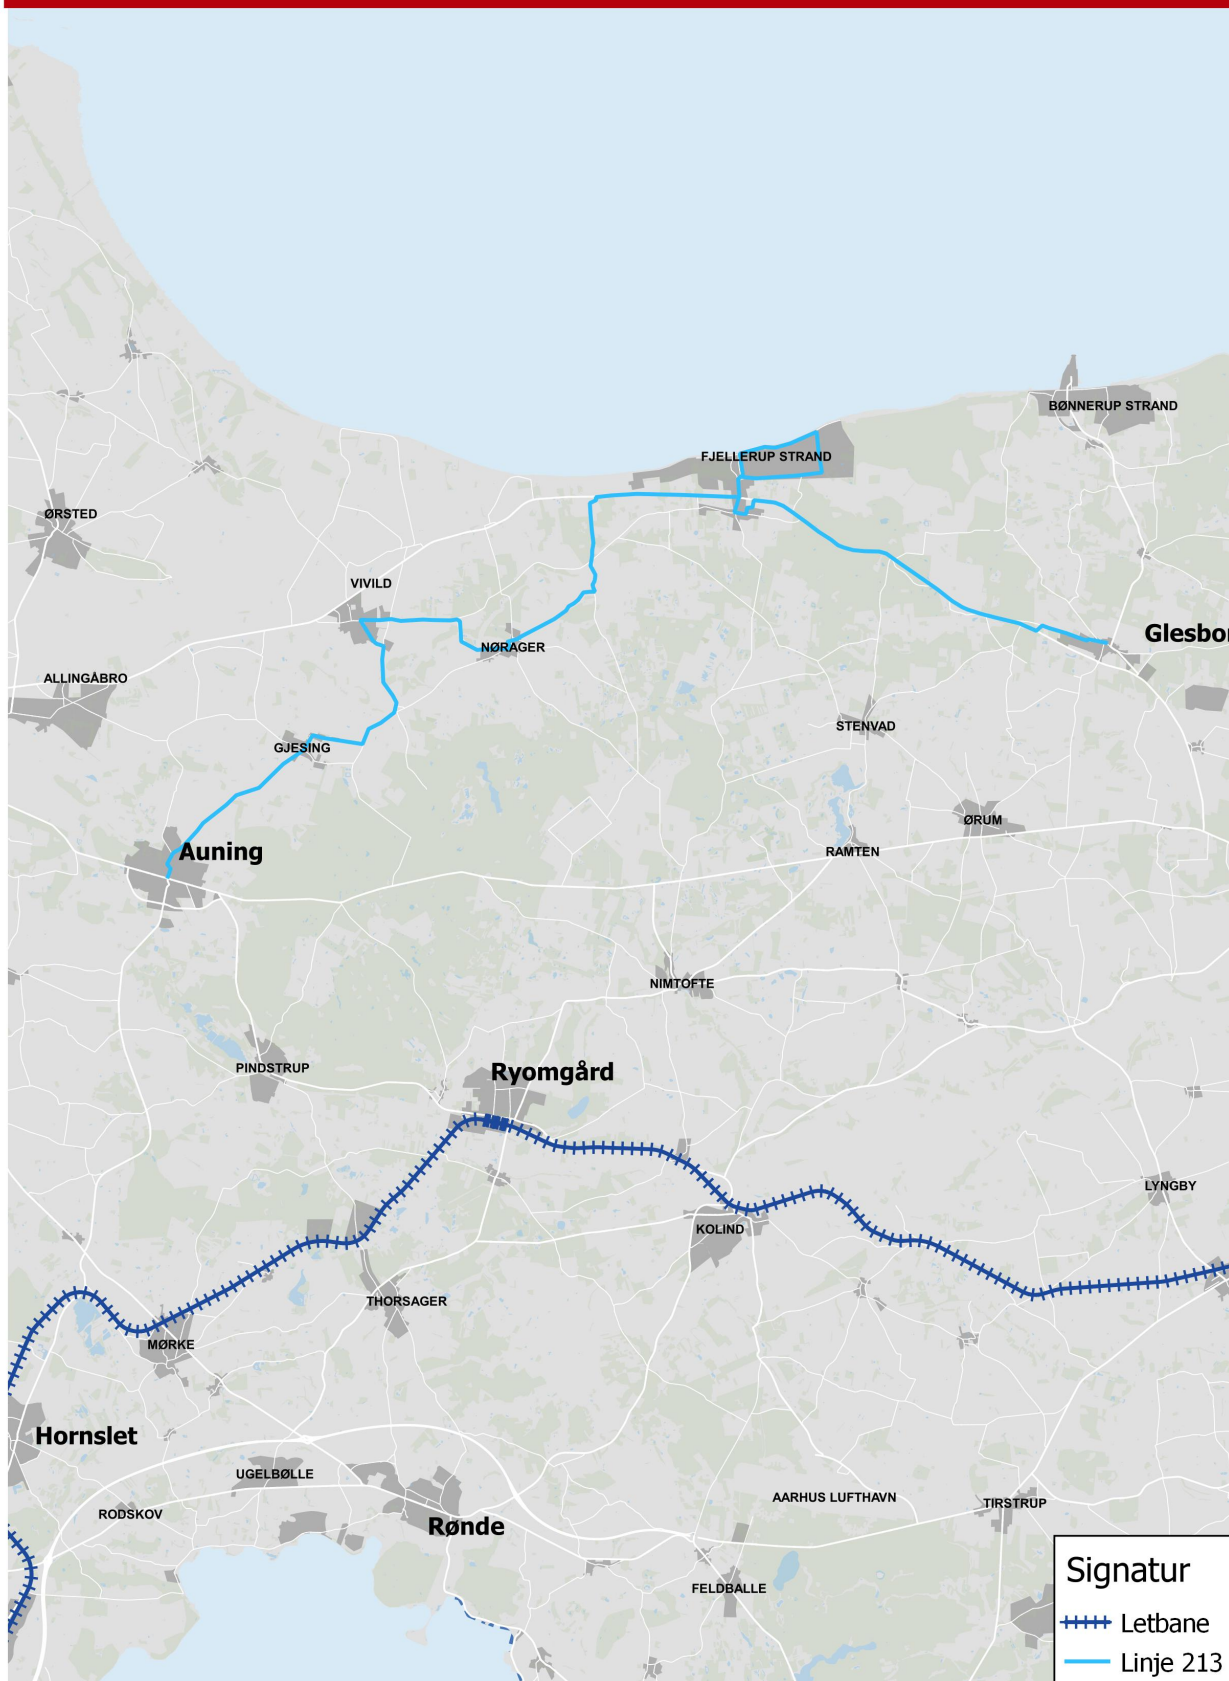 BØNNERUP STRAND
FJELLERUP STRAND
ØRSTED
VIVILD
Glesbor
NØRAGER
ALLINGÅBRO
STENVAD
GJESING
ØRUM
Auning
RAMTEN
NIMTOFTE
PINDSTRUP
Ryomgård
LYNGBY
KOLIND
THORSAGER
MØRKE
Hornslet
UGELBØLLE
AARHUS LUFTHAVN
TIRSTRUP
RODSKOV
Rønde
FELDBALLE
Signatur
Letbane
Linje 213